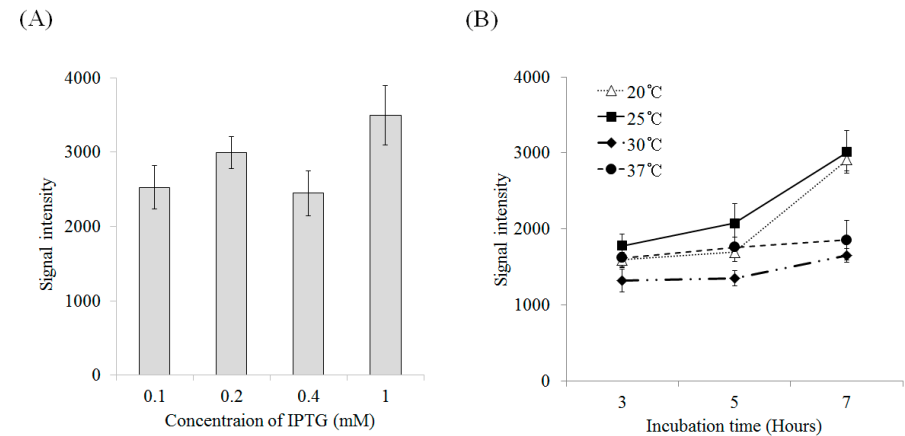 (A)
Signal intensity
4000
3000
2000
1000
0
0.1 0.2 0.4 1
Concentraion of IPTG (mM)
(B)
Signal intensity
4000
3000
2000
1000
0
20℃
25℃
30℃
37℃
3 5 7
Incubation time (Hours)